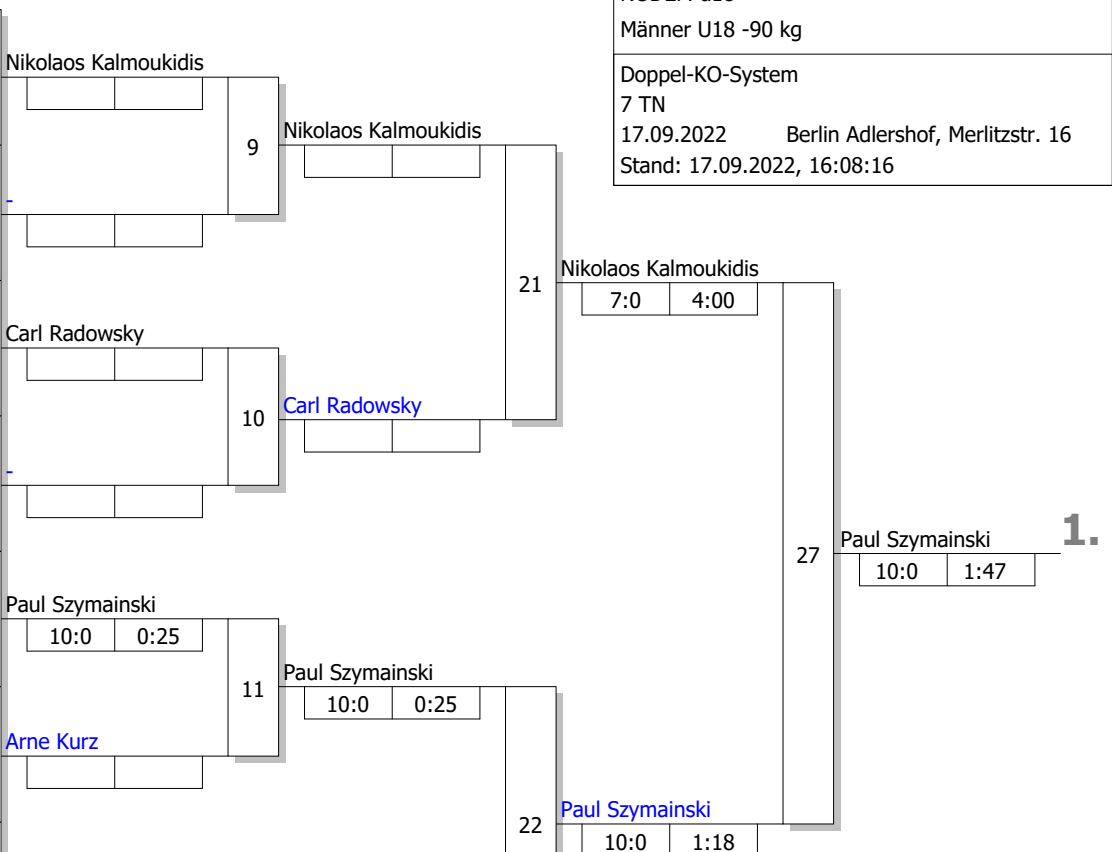 Männer U18 -90 kg
Doppel-KO-System
7 TN
17.09.2022 Berlin Adlershof, Merlitzstr. 16
Stand: 17.09.2022, 16:08:16
Nikolaos Kalmoukidis
-
9
Nikolaos Kalmoukidis
Carl Radowsky
-
10
Carl Radowsky
21
Nikolaos Kalmoukidis
7:0 4:00
Paul Szymainski
10:0 0:25
Arne Kurz
11
Paul Szymainski
10:0 0:25
22
Paul Szymainski
10:0 1:18
27
Paul Szymainski
10:0 1:47
1.